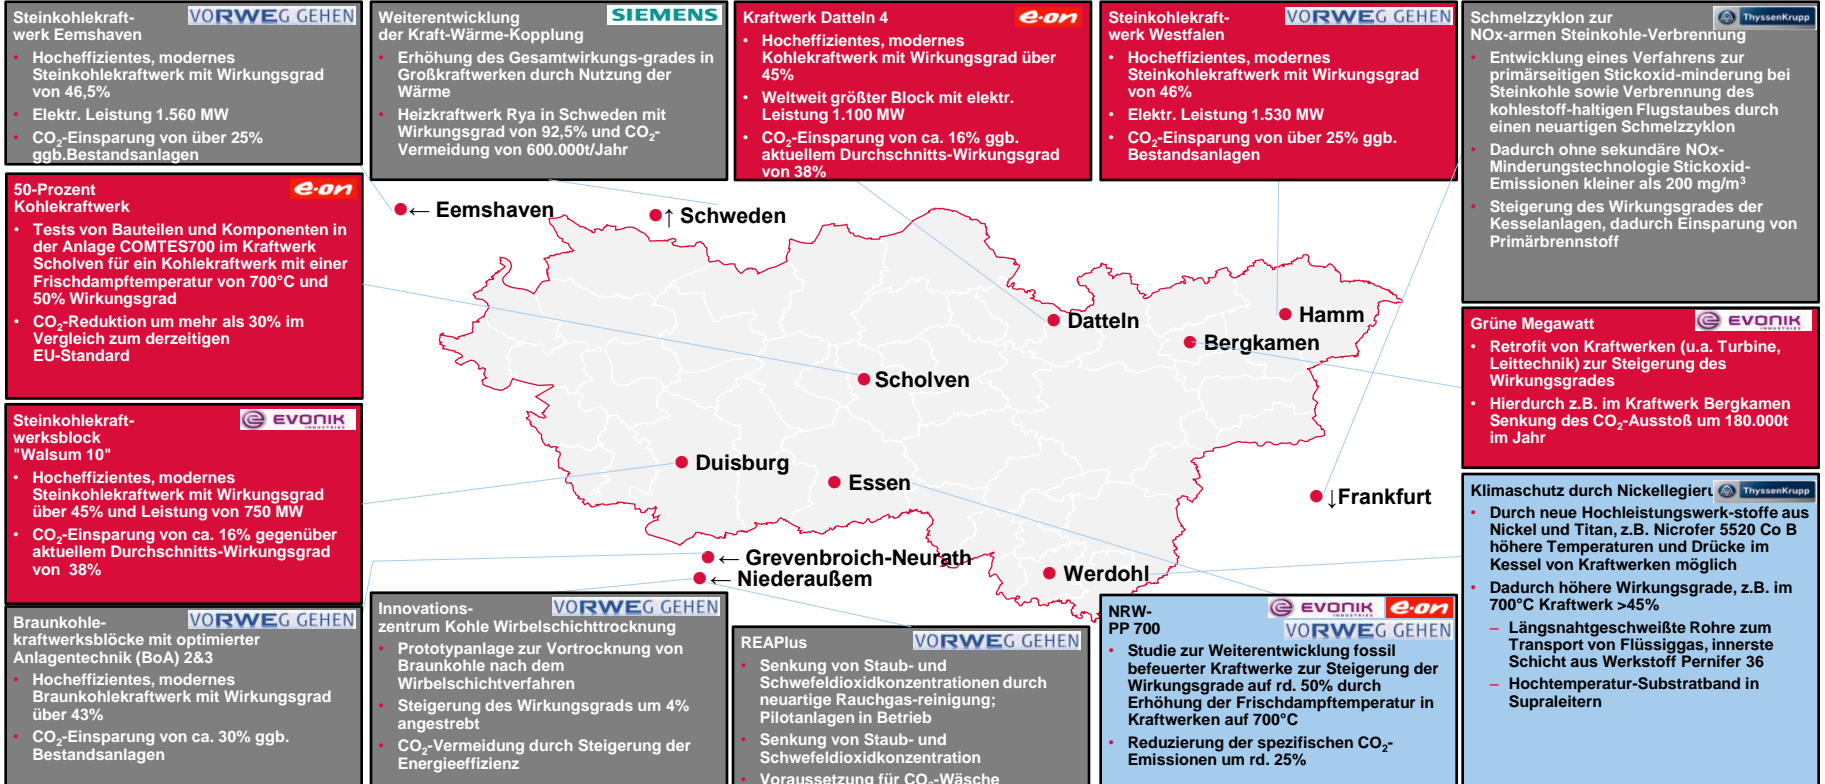 Steinkohlekraft-
werk Eemshaven
VORWEG GEHEN
• Hocheffizientes, modernes
Steinkohlekraftwerk mit Wirkungsgrad
von 46,5%
• Elektr. Leistung 1.560 MW
• CO₂-Einsparung von über 25%
ggb.Bestandsanlagen
Weiterentwicklung
der Kraft-Wärme-Kopplung
SIEMENS
• Erhöhung des Gesamtwirkungs-grades in
Großkraftwerken durch Nutzung der
Wärme
• Heizkraftwerk Rya in Schweden mit
Wirkungsgrad von 92,5% und CO₂-
Vermeidung von 600.000t/Jahr
Kraftwerk Datteln 4
e·on
• Hocheffizientes, modernes
Kohlekraftwerk mit Wirkungsgrad über
45%
• Weltweit größter Block mit elektr.
Leistung 1.100 MW
• CO₂-Einsparung von ca. 16% ggb.
aktuellem Durchschnitts-Wirkungsgrad
von 38%
Steinkohlekraft-
werk Westfalen
VORWEG GEHEN
• Hocheffizientes, modernes
Steinkohlekraftwerk mit Wirkungsgrad
von 46%
• Elektr. Leistung 1.530 MW
• CO₂-Einsparung von über 25% ggb.
Bestandsanlagen
Schmelzzyklon zur
NOx-armen Steinkohle-Verbrennung
ThyssenKrupp
• Entwicklung eines Verfahrens zur
primärseitigen Stickoxid-minderung bei
Steinkohle sowie Verbrennung des
kohlestoff-haltigen Flugstaubes durch
einen neuartigen Schmelzzyklon
• Dadurch ohne sekundäre NOx-
Minderungstechnologie Stickoxid-
Emissionen kleiner als 200 mg/m³
• Steigerung des Wirkungsgrades der
Kesselanlagen, dadurch Einsparung von
Primärbrennstoff
50-Prozent
Kohlekraftwerk
e·on
• Tests von Bauteilen und Komponenten in
der Anlage COMTES700 im Kraftwerk
Scholven für ein Kohlekraftwerk mit einer
Frischdampftemperatur von 700°C und
50% Wirkungsgrad
• CO₂-Reduktion um mehr als 30% im
Vergleich zum derzeitigen
EU-Standard
← Eemshaven
↑ Schweden
Datteln
Hamm
Bergkamen
Scholven
Duisburg
Essen
↓Frankfurt
← Grevenbroich-Neurath
← Niederaußem
Werdohl
Grüne Megawatt
EVONIK
INDUSTRIES
• Retrofit von Kraftwerken (u.a. Turbine,
Leittechnik) zur Steigerung des
Wirkungsgrades
• Hierdurch z.B. im Kraftwerk Bergkamen
Senkung des CO₂-Ausstoß um 180.000t
im Jahr
Steinkohlekraft-
werksblock
"Walsum 10"
EVONIK
INDUSTRIES
• Hocheffizientes, modernes
Steinkohlekraftwerk mit Wirkungsgrad
über 45% und Leistung von 750 MW
• CO₂-Einsparung von ca. 16% gegenüber
aktuellem Durchschnitts-Wirkungsgrad
von 38%
Klimaschutz durch Nickellegieru
ThyssenKrupp
• Durch neue Hochleistungswerk-stoffe aus
Nickel und Titan, z.B. Nicrofer 5520 Co B
höhere Temperaturen und Drücke im
Kessel von Kraftwerken möglich
• Dadurch höhere Wirkungsgrade, z.B. im
700°C Kraftwerk >45%
– Längsnahtgeschweißte Rohre zum
Transport von Flüssiggas, innerste
Schicht aus Werkstoff Pernifer 36
– Hochtemperatur-Substratband in
Supraleitern
Braunkohle-
kraftwerksblöcke mit optimierter
Anlagentechnik (BoA) 2&3
VORWEG GEHEN
• Hocheffizientes, modernes
Braunkohlekraftwerk mit Wirkungsgrad
über 43%
• CO₂-Einsparung von ca. 30% ggb.
Bestandsanlagen
Innovations-
zentrum Kohle Wirbelschichttrocknung
VORWEG GEHEN
• Prototypanlage zur Vortrocknung von
Braunkohle nach dem
Wirbelschichtverfahren
• Steigerung des Wirkungsgrads um 4%
angestrebt
• CO₂-Vermeidung durch Steigerung der
Energieeffizienz
REAPlus
VORWEG GEHEN
• Senkung von Staub- und
Schwefeldioxidkonzentrationen durch
neuartige Rauchgas-reinigung;
Pilotanlagen in Betrieb
• Senkung von Staub- und
Schwefeldioxidkonzentration
• Voraussetzung für CO₂-Wäsche
NRW-
PP 700
EVONIK
INDUSTRIES
e·on
VORWEG GEHEN
• Studie zur Weiterentwicklung fossil
befeuerter Kraftwerke zur Steigerung der
Wirkungsgrade auf rd. 50% durch
Erhöhung der Frischdampftemperatur in
Kraftwerken auf 700°C
• Reduzierung der spezifischen CO₂-
Emissionen um rd. 25%